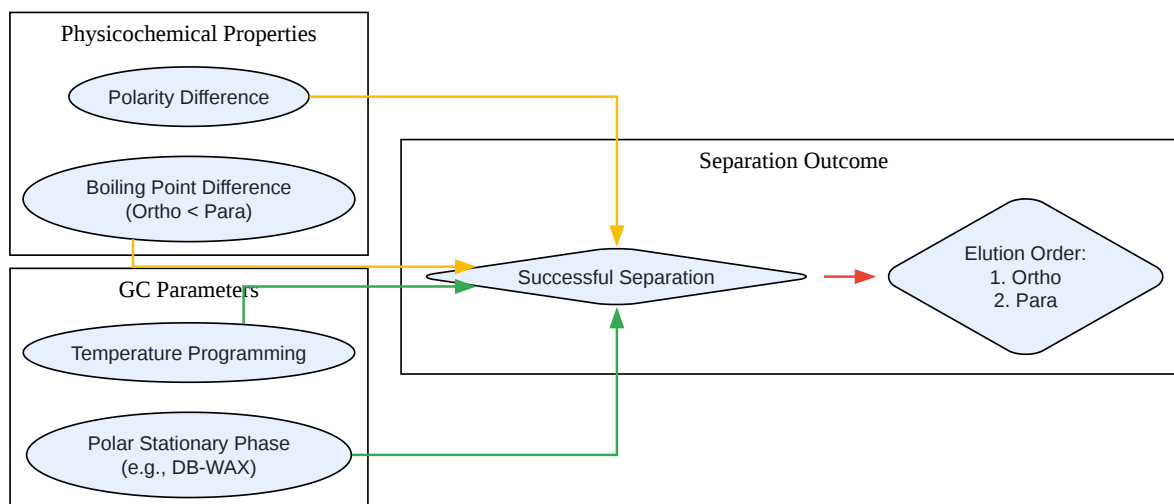 Physicochemical Properties
Polarity Difference
Boiling Point Difference
(Ortho < Para)
GC Parameters
Temperature Programming
Polar Stationary Phase
(e.g., DB-WAX)
Separation Outcome
Successful Separation
Elution Order:
1. Ortho
2. Para